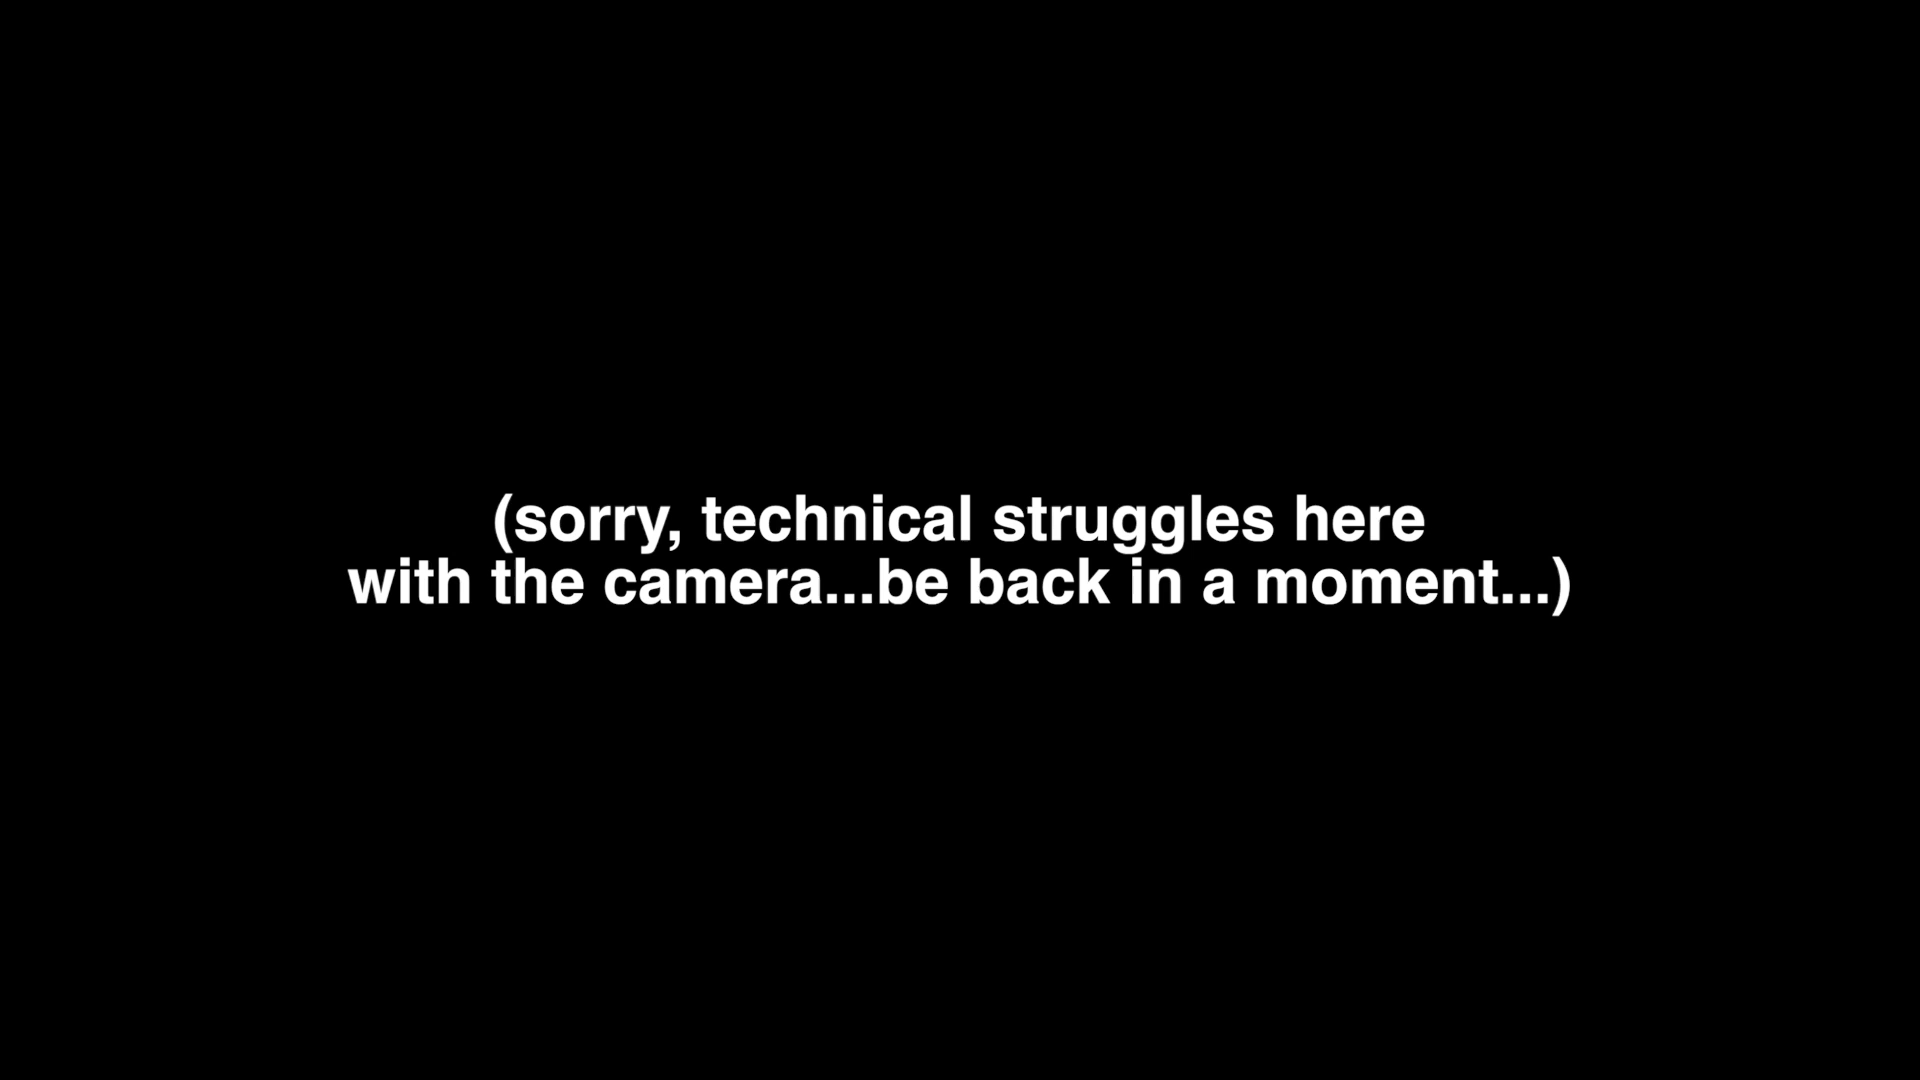 (sorry, technical struggles here
with the camera...be back in a moment...)